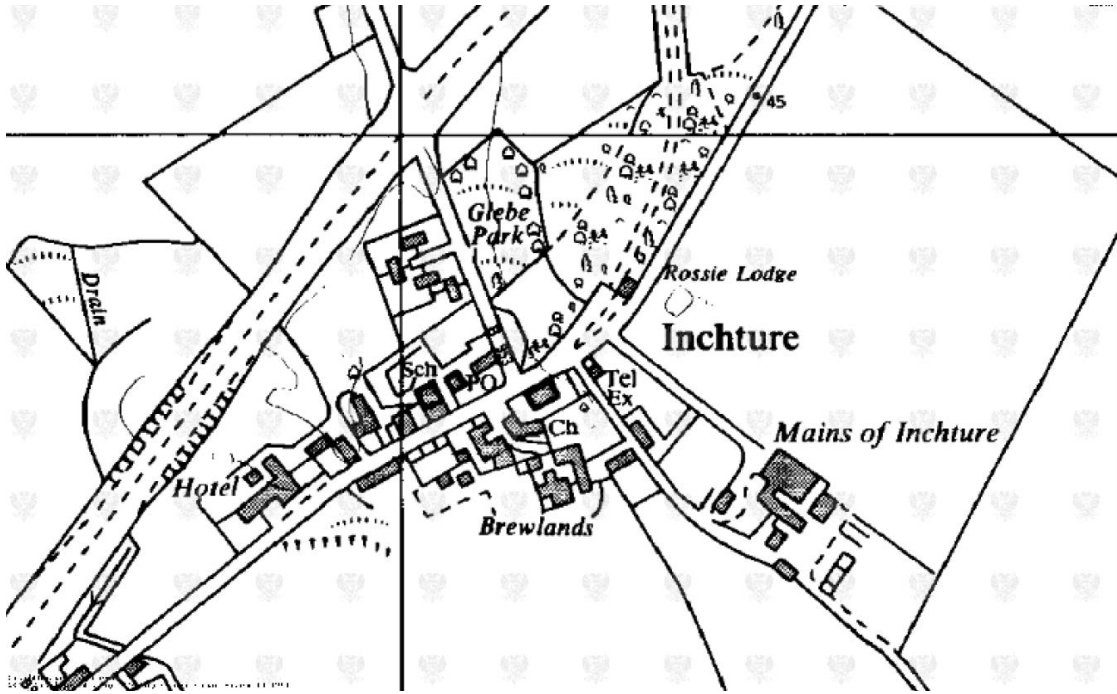 45
Glebe
Park
Drain
Rossie Lodge
Inchture
Sch
PO
Tel
Ex
Ch
Mains of Inchture
Hotel
Brewlands